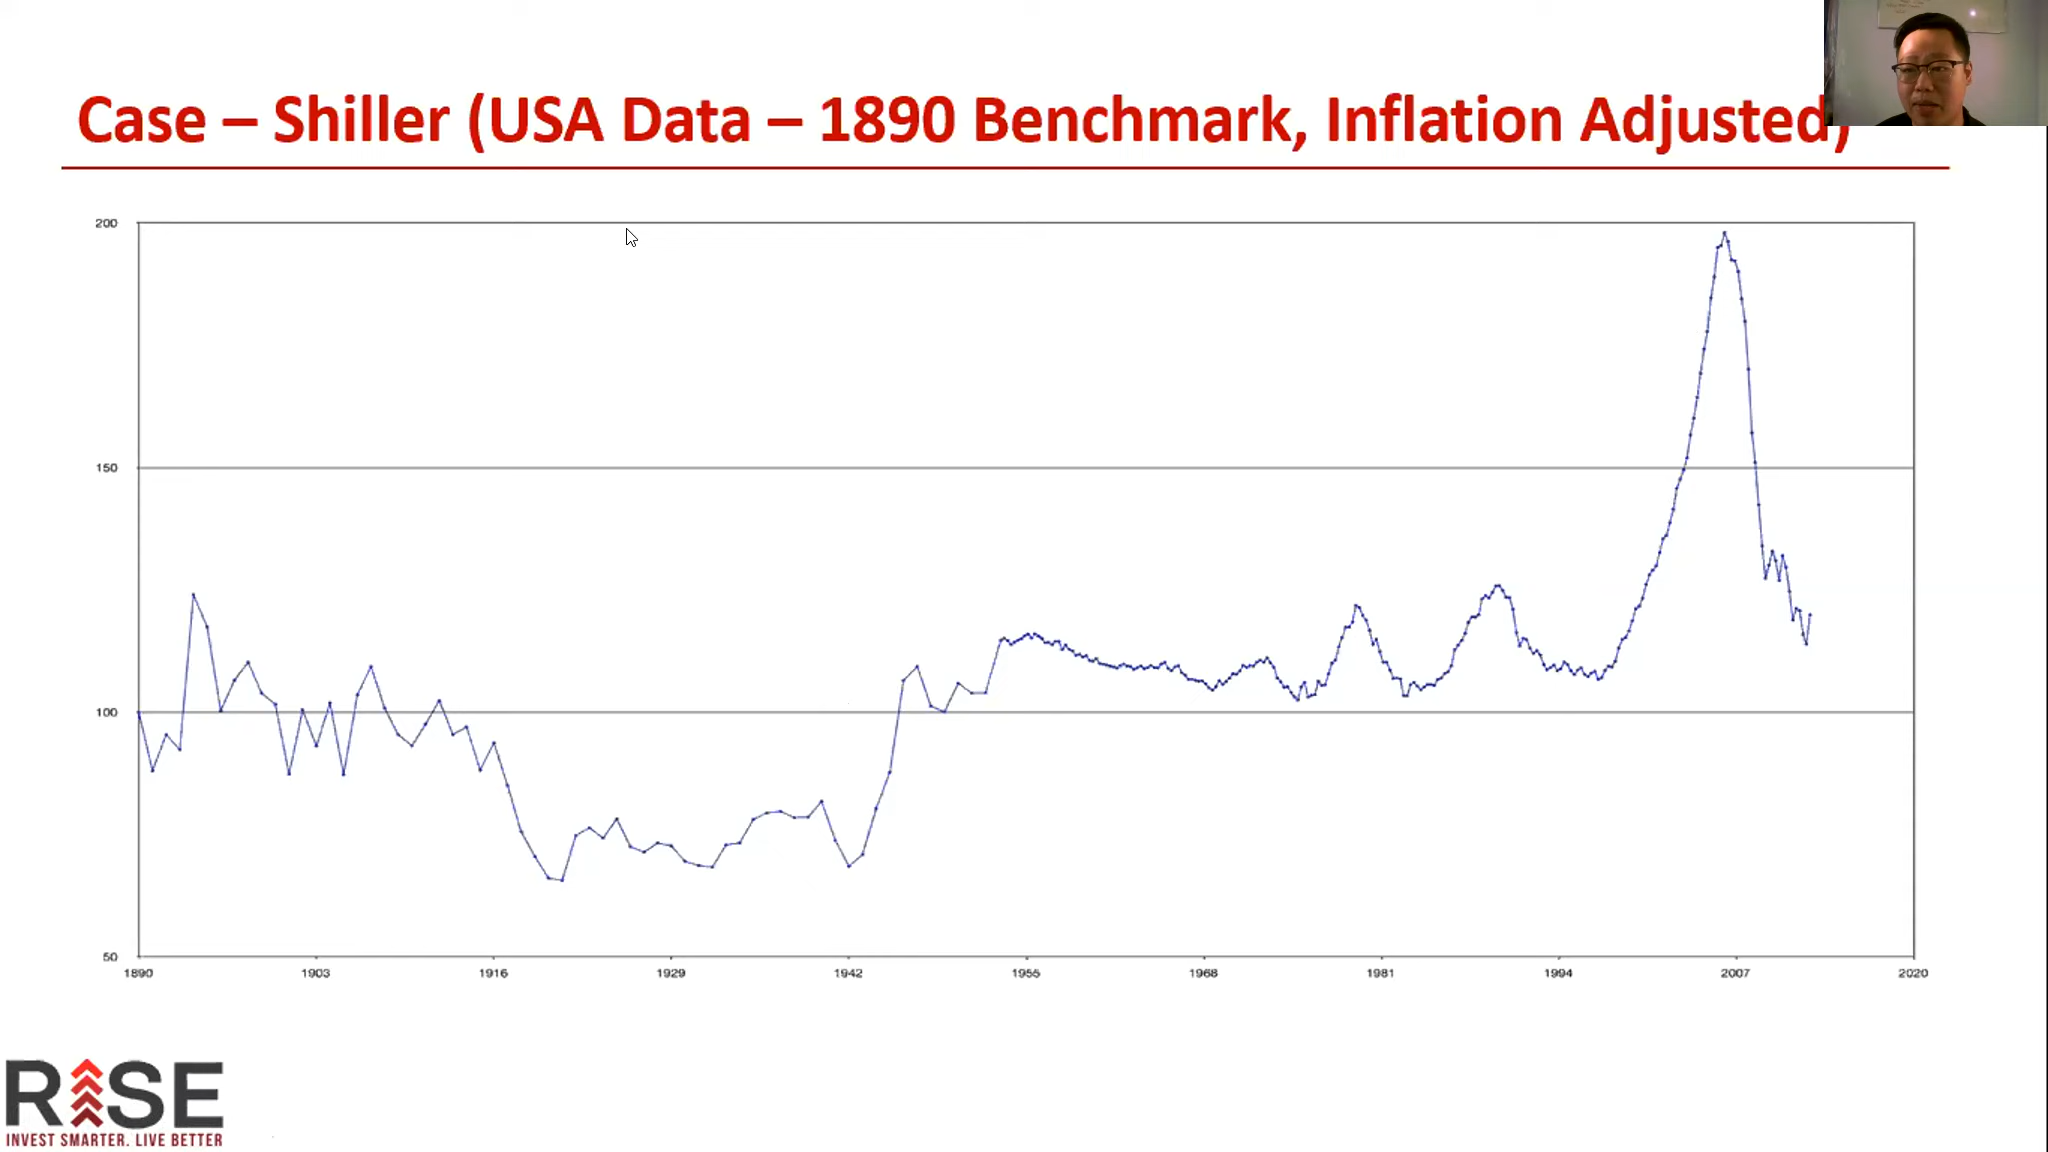 Case – Shiller (USA Data – 1890 Benchmark, Inflation Adjusted)
200
150
100
50
1890 1903 1916 1929 1942 1955 1968 1981 1994 2007 2020
RISE
INVEST SMARTER. LIVE BETTER